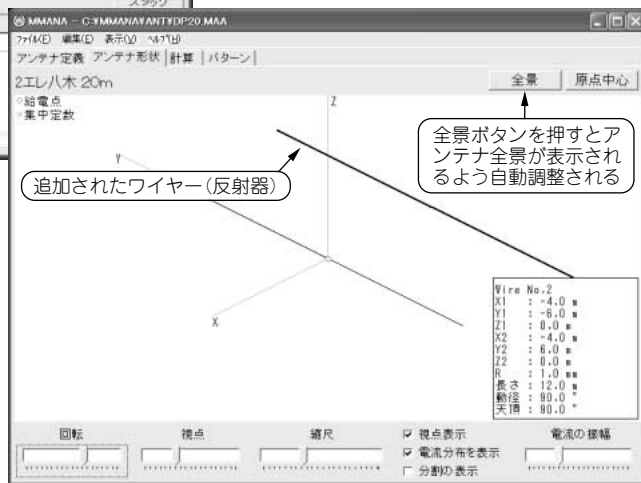 スタック
MMANA - C:¥MMANA¥ANT¥DP20.MAA
ファイル(F) 編集(E) 表示(V) ヘルプ(H)
アンテナ定義 アンテナ形状 計算 パターン
2エレ八木 20m
全景
原点中心
○給電点
×集中定数
Z
Y
X
追加されたワイヤー(反射器)
全景ボタンを押すとア
ンテナ全景が表示され
るよう自動調整される
Wire No.2
X1 : -4.0 m
Y1 : -6.0 m
Z1 : 0.0 m
X2 : -4.0 m
Y2 : 6.0 m
Z2 : 0.0 m
R : 1.0 mm
長さ : 12.0 m
動径 : 90.0 °
天頂 : 90.0 °
回転
視点
縮尺
視点表示
電流分布を表示
分割の表示
電流の振幅